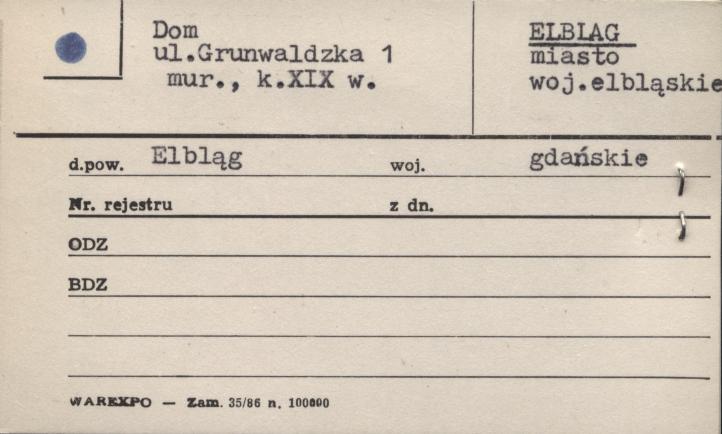 Dom
ul.Grunwaldzka 1
mur., k.XIX w.
ELBLAG
miasto
woj.elbląskie
d.pow. Elbląg woj. gdańskie
Nr. rejestru z dn.
ODZ
BDZ
WAREXPO — Zam. 35/86 n. 100000